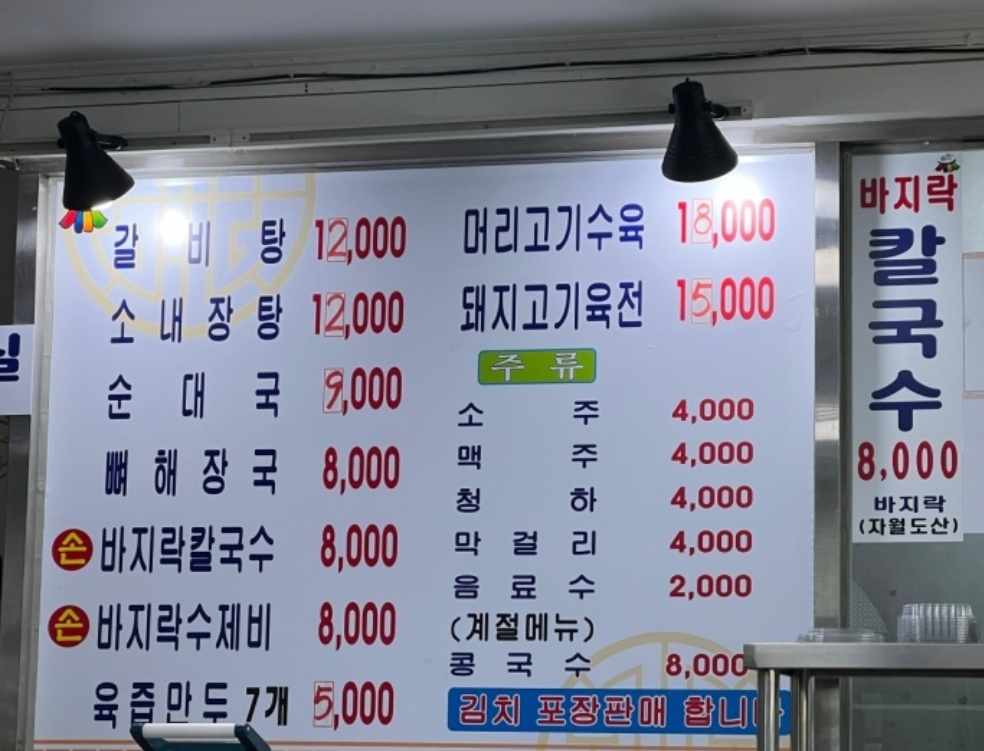 갈비탕 12,000
소내장탕 12,000
순대국 9,000
뼈해장국 8,000
손 바지락칼국수 8,000
손 바지락수제비 8,000
육즙만두 7개 5,000
머리고기수육 18,000
돼지고기육전 15,000
주류
소주 4,000
맥주 4,000
청하 4,000
막걸리 4,000
음료수 2,000
(계절메뉴)
콩국수 8,000
김치 포장판매 합니
바지락
칼국수
8,000
바지락
(자월도산)